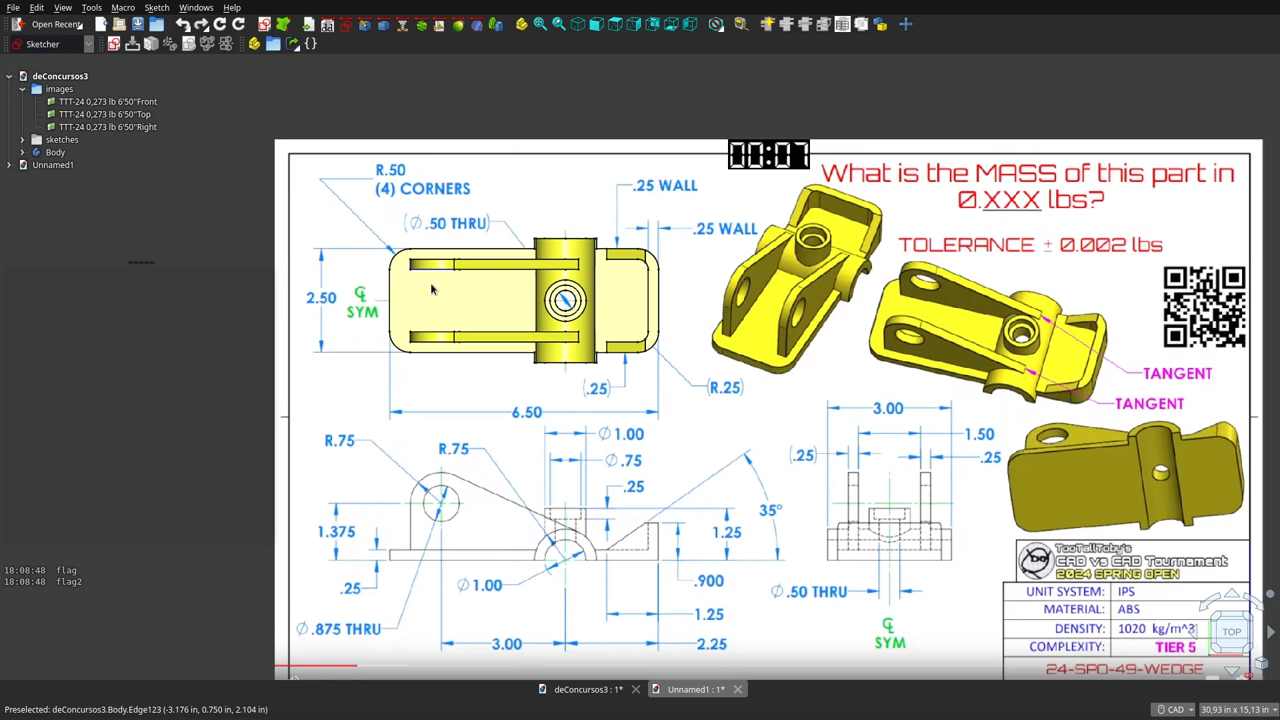 File Edit View Tools Macro Sketch Windows Help
Open Recent
Sketcher
deConcursos3
images
TTT-24 0,273 lb 6'50"Front
TTT-24 0,273 lb 6'50"Top
TTT-24 0,273 lb 6'50"Right
sketches
Body
Unnamed1
18:08:48 flag
18:08:48 flag2
00:07
What is the MASS of this part in
0.XXX lbs?
TOLERANCE ± 0.002 lbs
R.50
(4) CORNERS
(∅ .50 THRU)
.25 WALL
.25 WALL
2.50
℄
SYM
(.25)
(R.25)
6.50
TANGENT
TANGENT
R.75
R.75
∅ 1.00
∅ .75
.25
1.375
.25
∅ 1.00
∅ .875 THRU
3.00
2.25
1.25
.900
1.25
35°
3.00
1.50
(.25)
.25
∅ .50 THRU
℄
SYM
TooTallToby's
CAD vs CAD Tournament
2024 SPRING OPEN
UNIT SYSTEM: IPS
MATERIAL: ABS
DENSITY: 1020 kg/m^3
COMPLEXITY: TIER 5
24-SPO-49-WEDGE
TOP
deConcursos3 : 1*
Unnamed1 : 1*
Preselected: deConcursos3.Body.Edge123 (-3.176 in, 0.750 in, 2.104 in)
CAD
30,93 in x 15,13 in